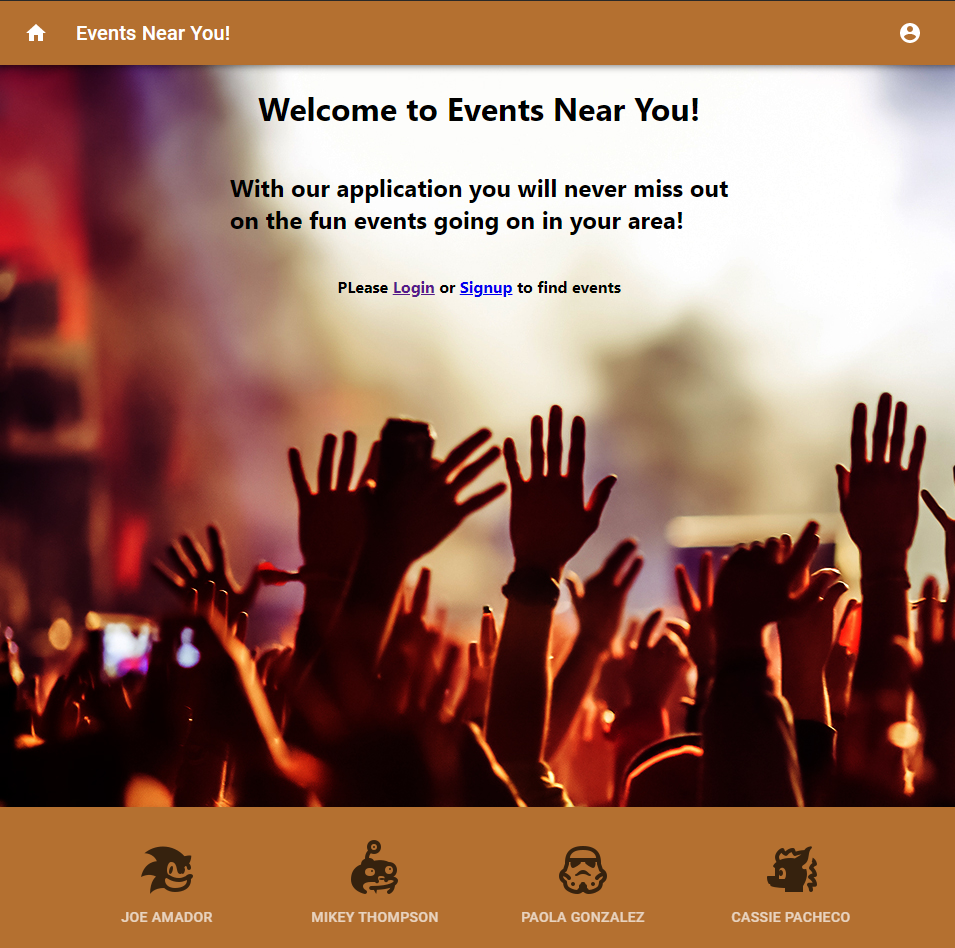 Events Near You!
Welcome to Events Near You!
With our application you will never miss out
on the fun events going on in your area!
PLease Login or Signup to find events
JOE AMADOR
MIKEY THOMPSON
PAOLA GONZALEZ
CASSIE PACHECO